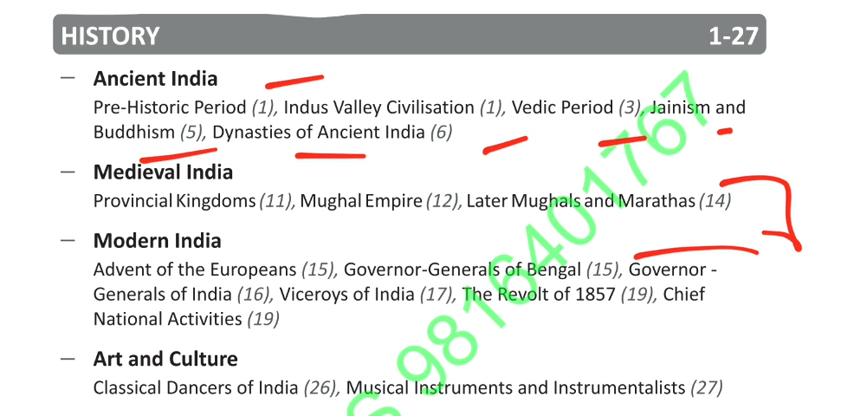 HISTORY 1-27
— Ancient India
Pre-Historic Period (1), Indus Valley Civilisation (1), Vedic Period (3), Jainism and
Buddhism (5), Dynasties of Ancient India (6)
— Medieval India
Provincial Kingdoms (11), Mughal Empire (12), Later Mughals and Marathas (14)
— Modern India
Advent of the Europeans (15), Governor-Generals of Bengal (15), Governor -
Generals of India (16), Viceroys of India (17), The Revolt of 1857 (19), Chief
National Activities (19)
— Art and Culture
Classical Dancers of India (26), Musical Instruments and Instrumentalists (27)
9816401767